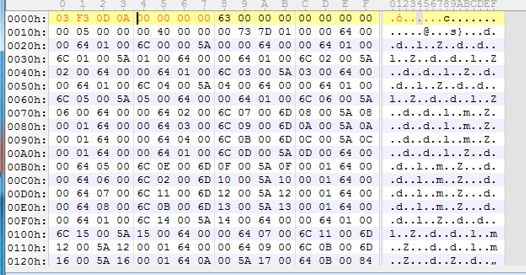 0 1 2 3 4 5 6 7 8 9 A B C D E F 0123456789ABCDEF
0000h: 03 F3 0D 0A 00 00 00 00 63 00 00 00 00 00 00 00 .ó......c.......
0010h: 00 05 00 00 00 40 00 00 00 73 7D 01 00 00 64 00 .....@...s}...d.
0020h: 00 64 01 00 6C 00 00 5A 00 00 64 00 00 64 01 00 .d..l..Z..d..d..
0030h: 6C 01 00 5A 01 00 64 00 00 64 01 00 6C 02 00 5A l..Z..d..d..l..Z
0040h: 02 00 64 00 00 64 01 00 6C 03 00 5A 03 00 64 00 ..d..d..l..Z..d.
0050h: 00 64 01 00 6C 04 00 5A 04 00 64 00 00 64 01 00 .d..l..Z..d..d..
0060h: 6C 05 00 5A 05 00 64 00 00 64 01 00 6C 06 00 5A l..Z..d..d..l..Z
0070h: 06 00 64 00 00 64 02 00 6C 07 00 6D 08 00 5A 08 ..d..d..l..m..Z.
0080h: 00 01 64 00 00 64 03 00 6C 09 00 6D 0A 00 5A 0A ..d..d..l..m..Z.
0090h: 00 01 64 00 00 64 04 00 6C 0B 00 6D 0C 00 5A 0C ..d..d..l..m..Z.
00A0h: 00 01 64 00 00 64 01 00 6C 0D 00 5A 0D 00 64 00 ..d..d..l..Z..d.
00B0h: 00 64 05 00 6C 0E 00 6D 0F 00 5A 0F 00 01 64 00 .d..l..m..Z...d.
00C0h: 00 64 06 00 6C 02 00 6D 10 00 5A 10 00 01 64 00 .d..l..m..Z...d.
00D0h: 00 64 07 00 6C 11 00 6D 12 00 5A 12 00 01 64 00 .d..l..m..Z...d.
00E0h: 00 64 08 00 6C 0B 00 6D 13 00 5A 13 00 01 64 00 .d..l..m..Z...d.
00F0h: 00 64 01 00 6C 14 00 5A 14 00 64 00 00 64 01 00 .d..l..Z..d..d..
0100h: 6C 15 00 5A 15 00 64 00 00 64 07 00 6C 11 00 6D l..Z..d..d..l..m
0110h: 12 00 5A 12 00 01 64 00 00 64 09 00 6C 0B 00 6D ..Z...d..d..l..m
0120h: 16 00 5A 16 00 01 64 0A 00 5A 17 00 64 0B 00 84 ..Z...d..Z..d..„